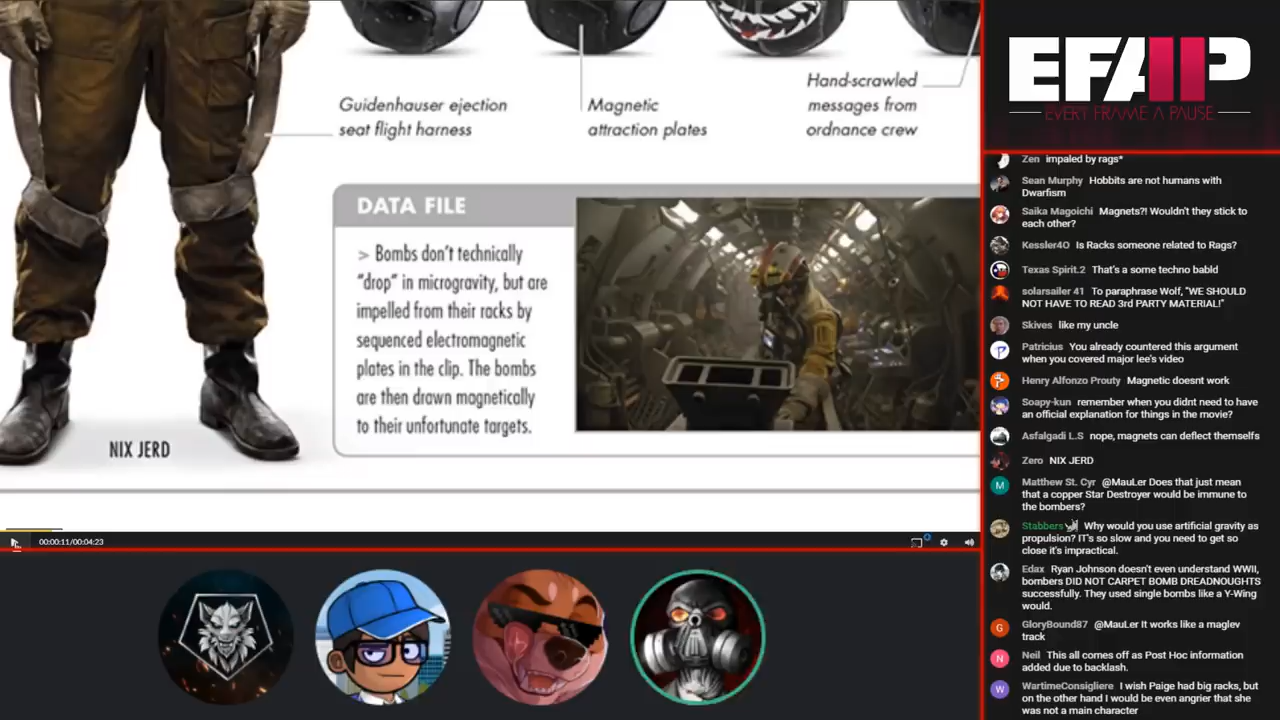 Guidenhauser ejection
seat flight harness
Magnetic
attraction plates
Hand-scrawled
messages from
ordnance crew
DATA FILE
> Bombs don't technically
"drop" in microgravity, but are
impelled from their racks by
sequenced electromagnetic
plates in the clip. The bombs
are then drawn magnetically
to their unfortunate targets.
NIX JERD
00:00:11/00:04:23
EFAP
EVERY FRAME A PAUSE
Zen impaled by rags*
Sean Murphy Hobbits are not humans with
Dwarfism
Saika Magoichi Magnets?! Wouldn't they stick to
each other?
Kessler40 Is Racks someone related to Rags?
Texas Spirit.2 That's a some techno babld
solarsailer 41 To paraphrase Wolf, "WE SHOULD
NOT HAVE TO READ 3rd PARTY MATERIAL!"
Skives like my uncle
Patricius You already countered this argument
when you covered major lee's video
Henry Alfonzo Prouty Magnetic doesnt work
Soapy-kun remember when you didnt need to have
an official explanation for things in the movie?
Asfalgadi L.S nope, magnets can deflect themselfs
Zero NIX JERD
Matthew St. Cyr @MauLer Does that just mean
that a copper Star Destroyer would be immune to
the bombers?
Stabbers Why would you use artificial gravity as
propulsion? IT's so slow and you need to get so
close it's impractical.
Edax Ryan Johnson doesn't even understand WWII,
bombers DID NOT CARPET BOMB DREADNOUGHTS
successfully. They used single bombs like a Y-Wing
would.
GloryBound87 @MauLer It works like a maglev
track
Neil This all comes off as Post Hoc information
added due to backlash.
WartimeConsigliere I wish Paige had big racks, but
on the other hand I would be even angrier that she
was not a main character